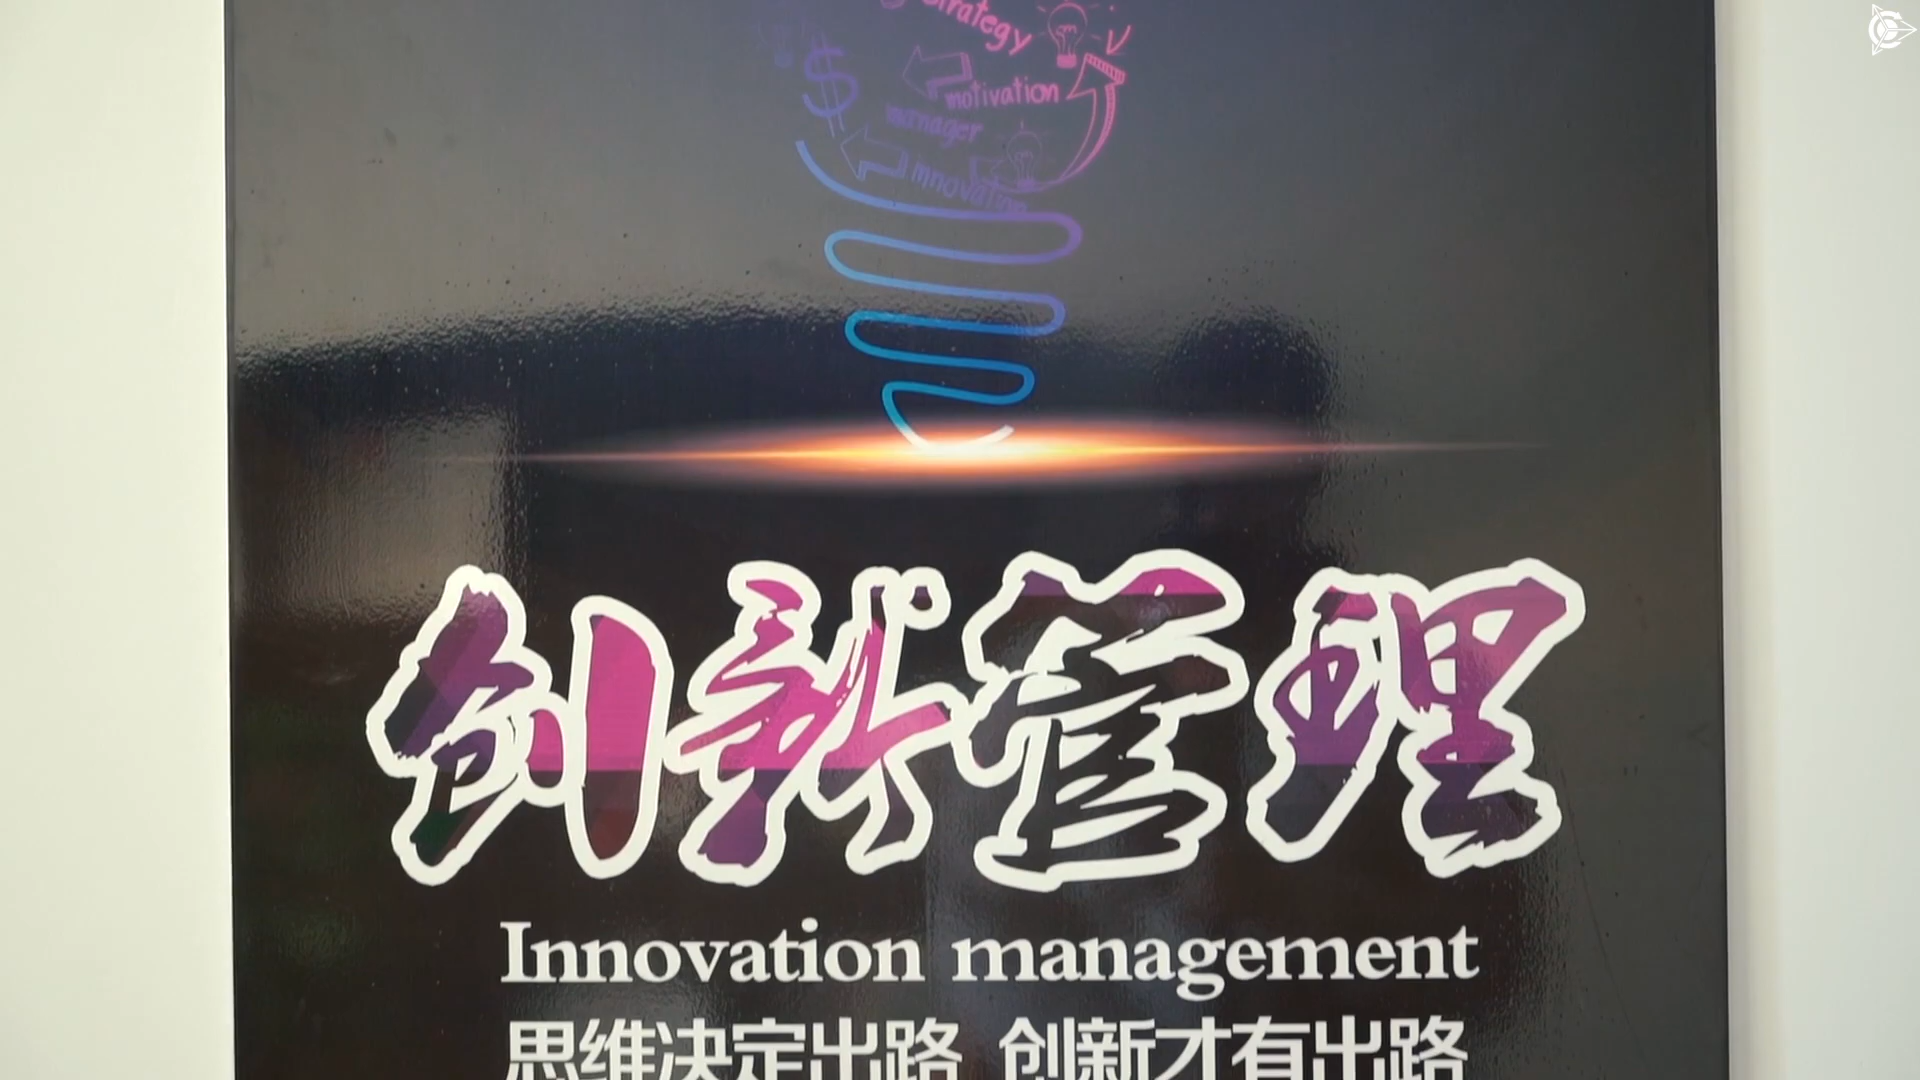 strategy
$
motivation
manager
innovation
创新管理
Innovation management
思维决定出路 创新才有出路